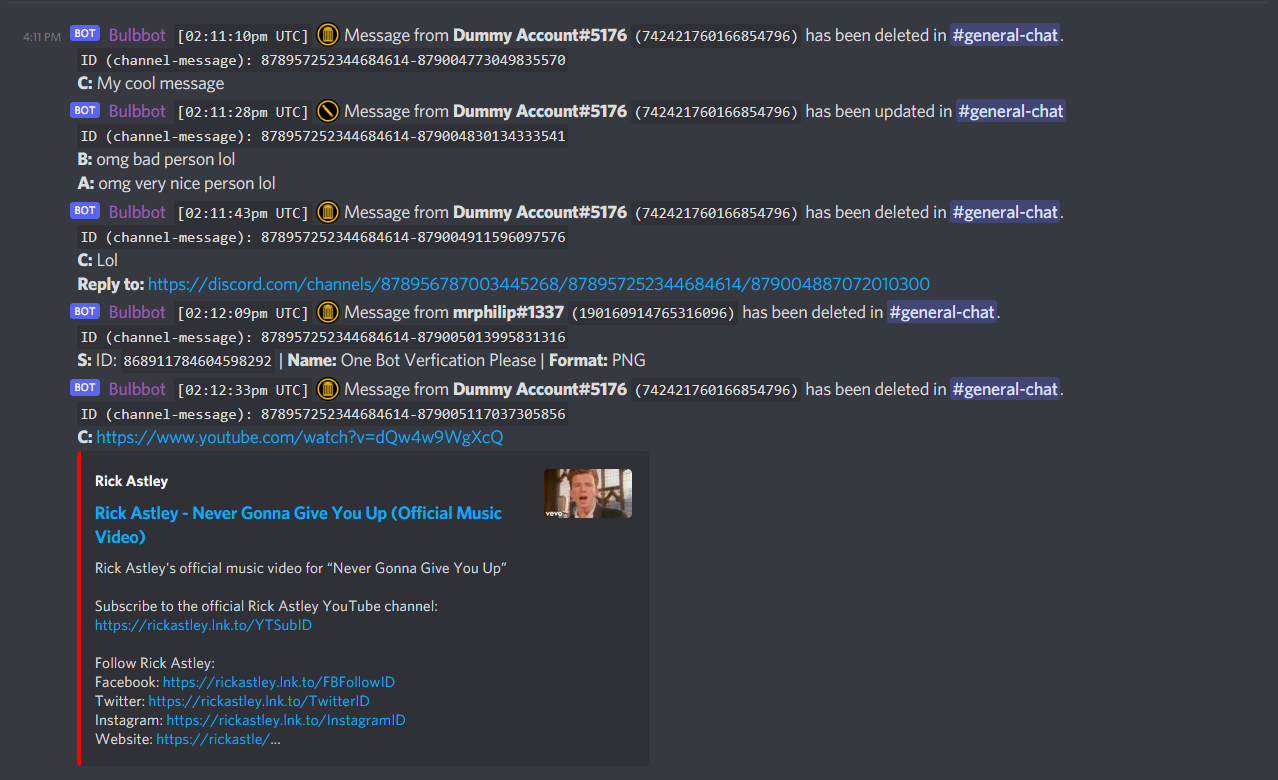 4:11 PM BOT Bulbbot [02:11:10pm UTC] Message from Dummy Account#5176 (742421760166854796) has been deleted in #general-chat.
ID (channel-message): 878957252344684614-879004773049835570
C: My cool message
BOT Bulbbot [02:11:28pm UTC] Message from Dummy Account#5176 (742421760166854796) has been updated in #general-chat
ID (channel-message): 878957252344684614-879004830134333541
B: omg bad person lol
A: omg very nice person lol
BOT Bulbbot [02:11:43pm UTC] Message from Dummy Account#5176 (742421760166854796) has been deleted in #general-chat.
ID (channel-message): 878957252344684614-879004911596097576
C: Lol
Reply to: https://discord.com/channels/878956787003445268/878957252344684614/879004887072010300
BOT Bulbbot [02:12:09pm UTC] Message from mrphilip#1337 (190160914765316096) has been deleted in #general-chat.
ID (channel-message): 878957252344684614-879005013995831316
S: ID: 868911784604598292 | Name: One Bot Verfication Please | Format: PNG
BOT Bulbbot [02:12:33pm UTC] Message from Dummy Account#5176 (742421760166854796) has been deleted in #general-chat.
ID (channel-message): 878957252344684614-879005117037305856
C: https://www.youtube.com/watch?v=dQw4w9WgXcQ
Rick Astley
vevo
Rick Astley - Never Gonna Give You Up (Official Music
Video)
Rick Astley's official music video for “Never Gonna Give You Up”
Subscribe to the official Rick Astley YouTube channel:
https://rickastley.lnk.to/YTSubID
Follow Rick Astley:
Facebook: https://rickastley.lnk.to/FBFollowID
Twitter: https://rickastley.lnk.to/TwitterID
Instagram: https://rickastley.lnk.to/InstagramID
Website: https://rickastle/...